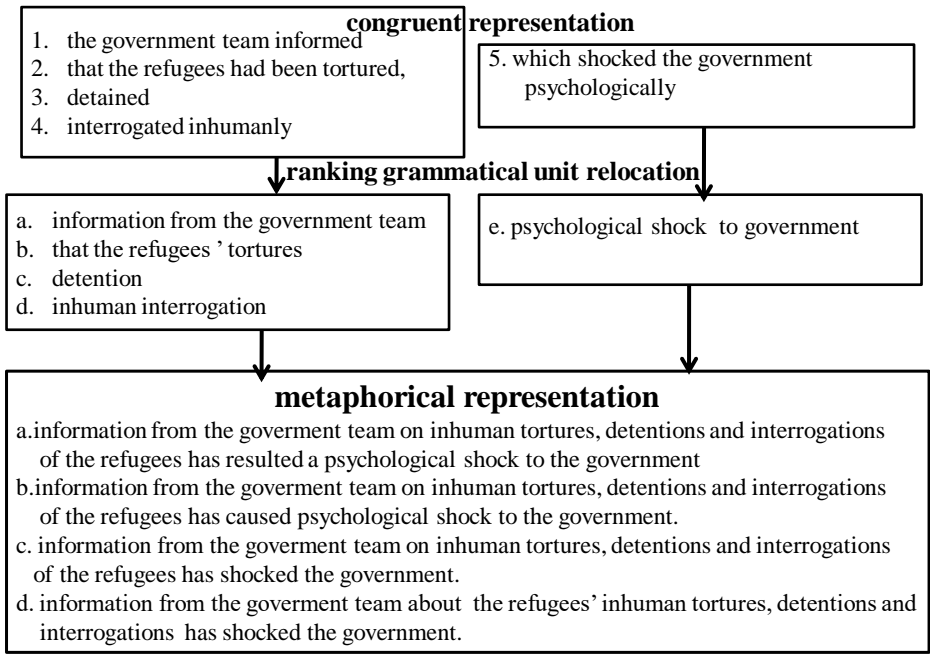 congruent representation
1. the government team informed
2. that the refugees had been tortured,
3. detained
4. interrogated inhumanly
5. which shocked the government
psychologically
ranking grammatical unit relocation
a. information from the government team
b. that the refugees ’ tortures
c. detention
d. inhuman interrogation
e. psychological shock to government
metaphorical representation
a.information from the goverment team on inhuman tortures, detentions and interrogations
of the refugees has resulted a psychological shock to the government
b.information from the goverment team on inhuman tortures, detentions and interrogations
of the refugees has caused psychological shock to the government.
c. information from the goverment team on inhuman tortures, detentions and interrogations
of the refugees has shocked the government.
d. information from the goverment team about the refugees’ inhuman tortures, detentions and
interrogations has shocked the government.